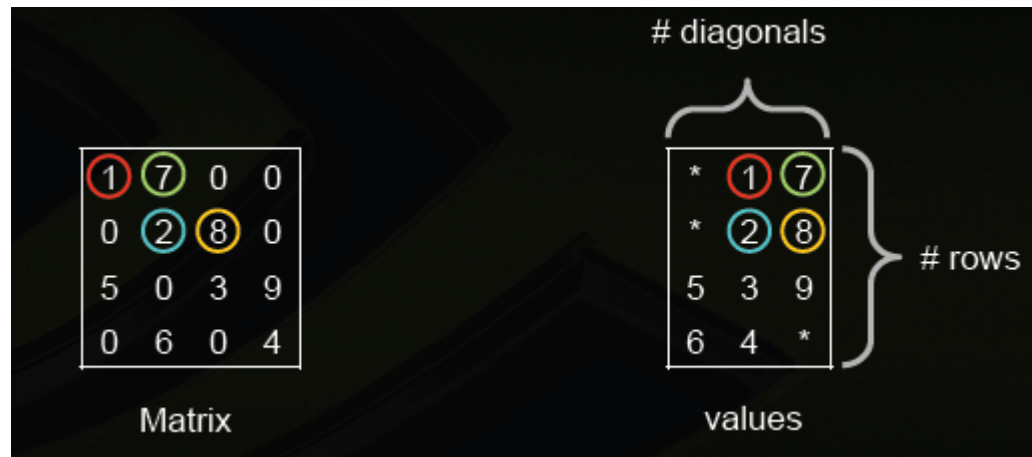 # diagonals
1 7 0 0
0 2 8 0
5 0 3 9
0 6 0 4
Matrix
* 1 7
* 2 8
5 3 9
6 4 *
# rows
values